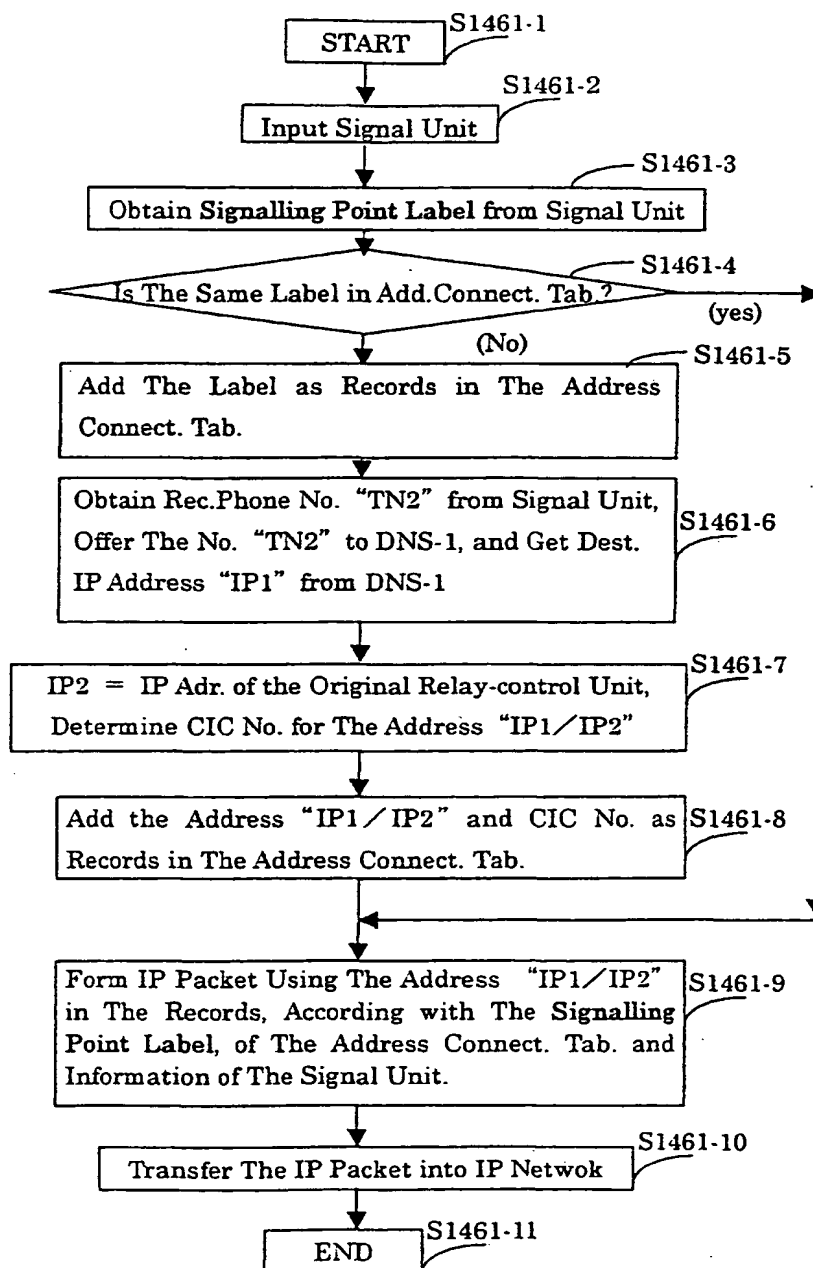 S1461-1
START
S1461-2
Input Signal Unit
S1461-3
Obtain Signalling Point Label from Signal Unit
S1461-4
Is The Same Label in Add.Connect. Tab.?
(yes)
(No)
S1461-5
Add The Label as Records in The Address
Connect. Tab.
Obtain Rec.Phone No. “TN2” from Signal Unit,
S1461-6
Offer The No. “TN2” to DNS-1, and Get Dest.
IP Address “IP1” from DNS-1
S1461-7
IP2 = IP Adr. of the Original Relay-control Unit,
Determine CIC No. for The Address “IP1/IP2”
Add the Address “IP1/IP2” and CIC No. as
S1461-8
Records in The Address Connect. Tab.
Form IP Packet Using The Address “IP1/IP2”
S1461-9
in The Records, According with The Signalling
Point Label, of The Address Connect. Tab. and
Information of The Signal Unit.
S1461-10
Transfer The IP Packet into IP Netwok
S1461-11
END